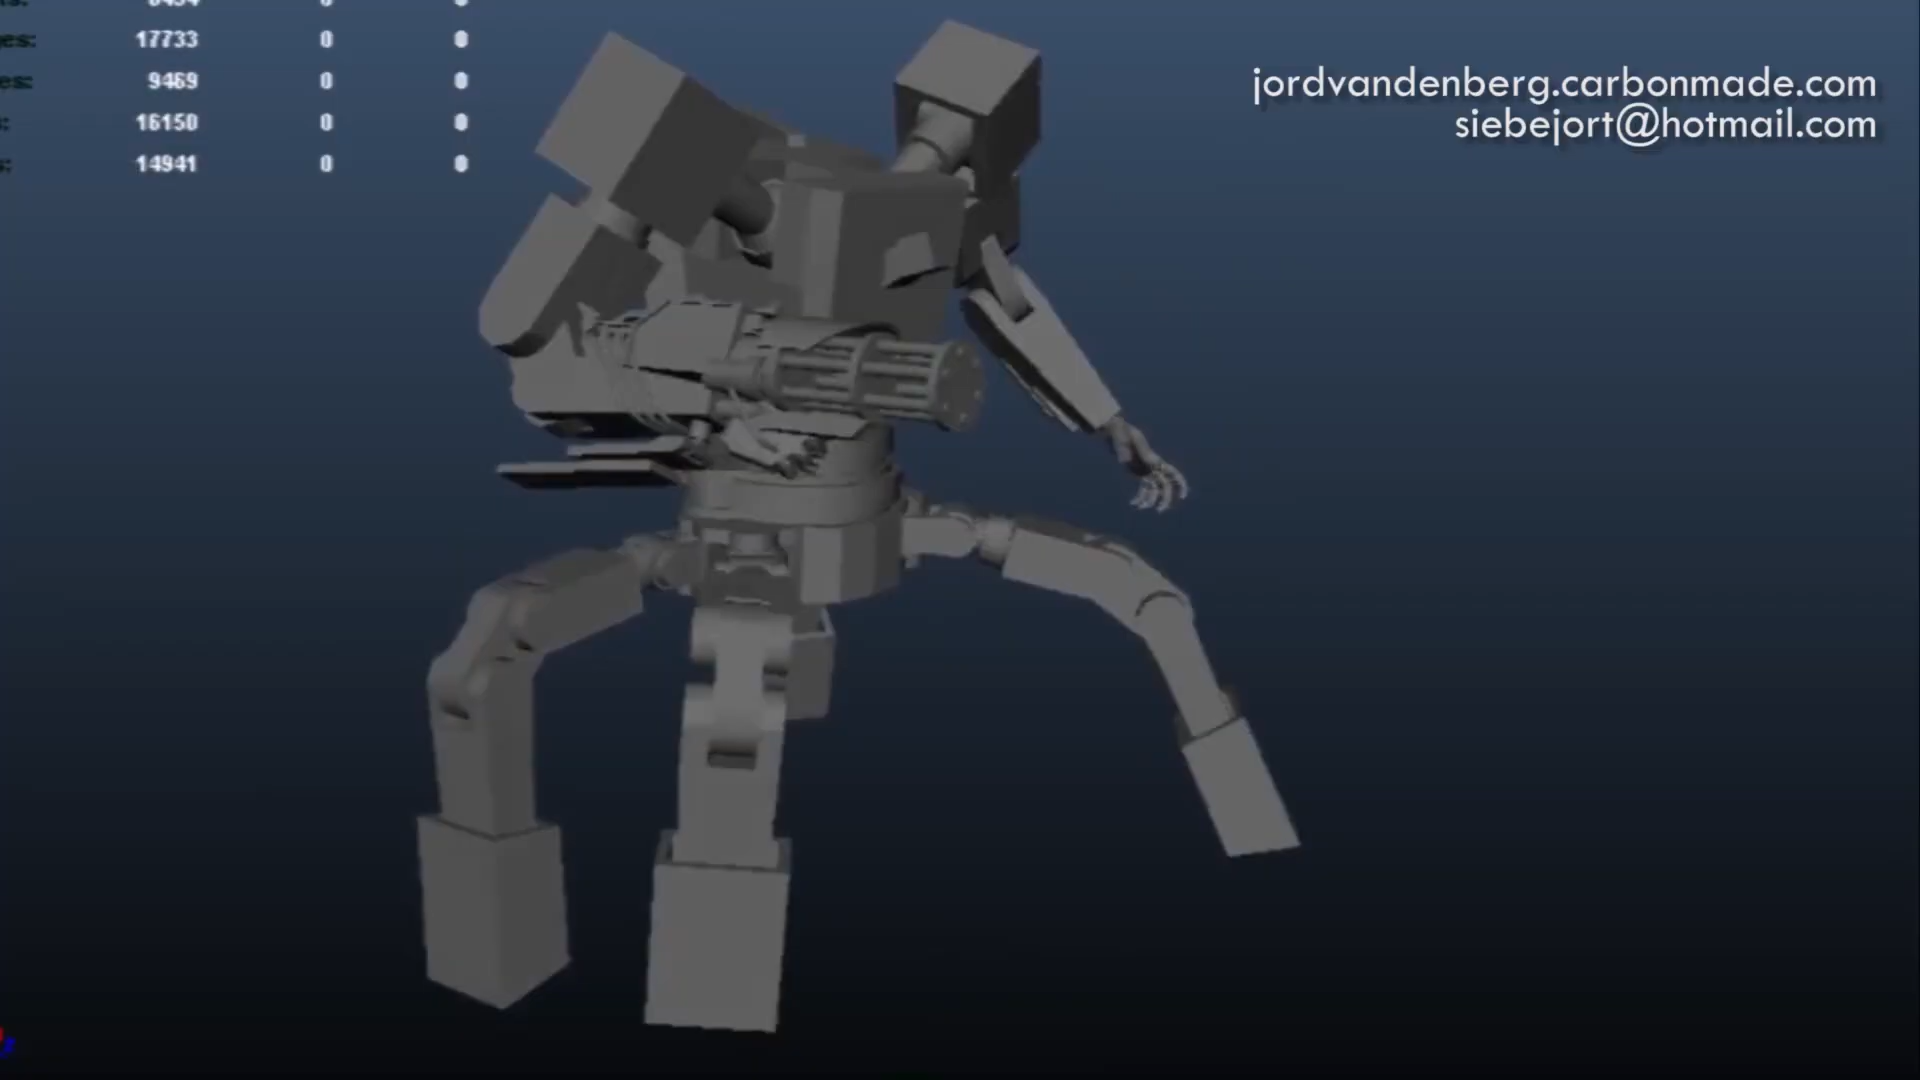 17733 0 0
9469 0 0
16150 0 0
14941 0 0
jordvandenberg.carbonmade.com
siebejort@hotmail.com